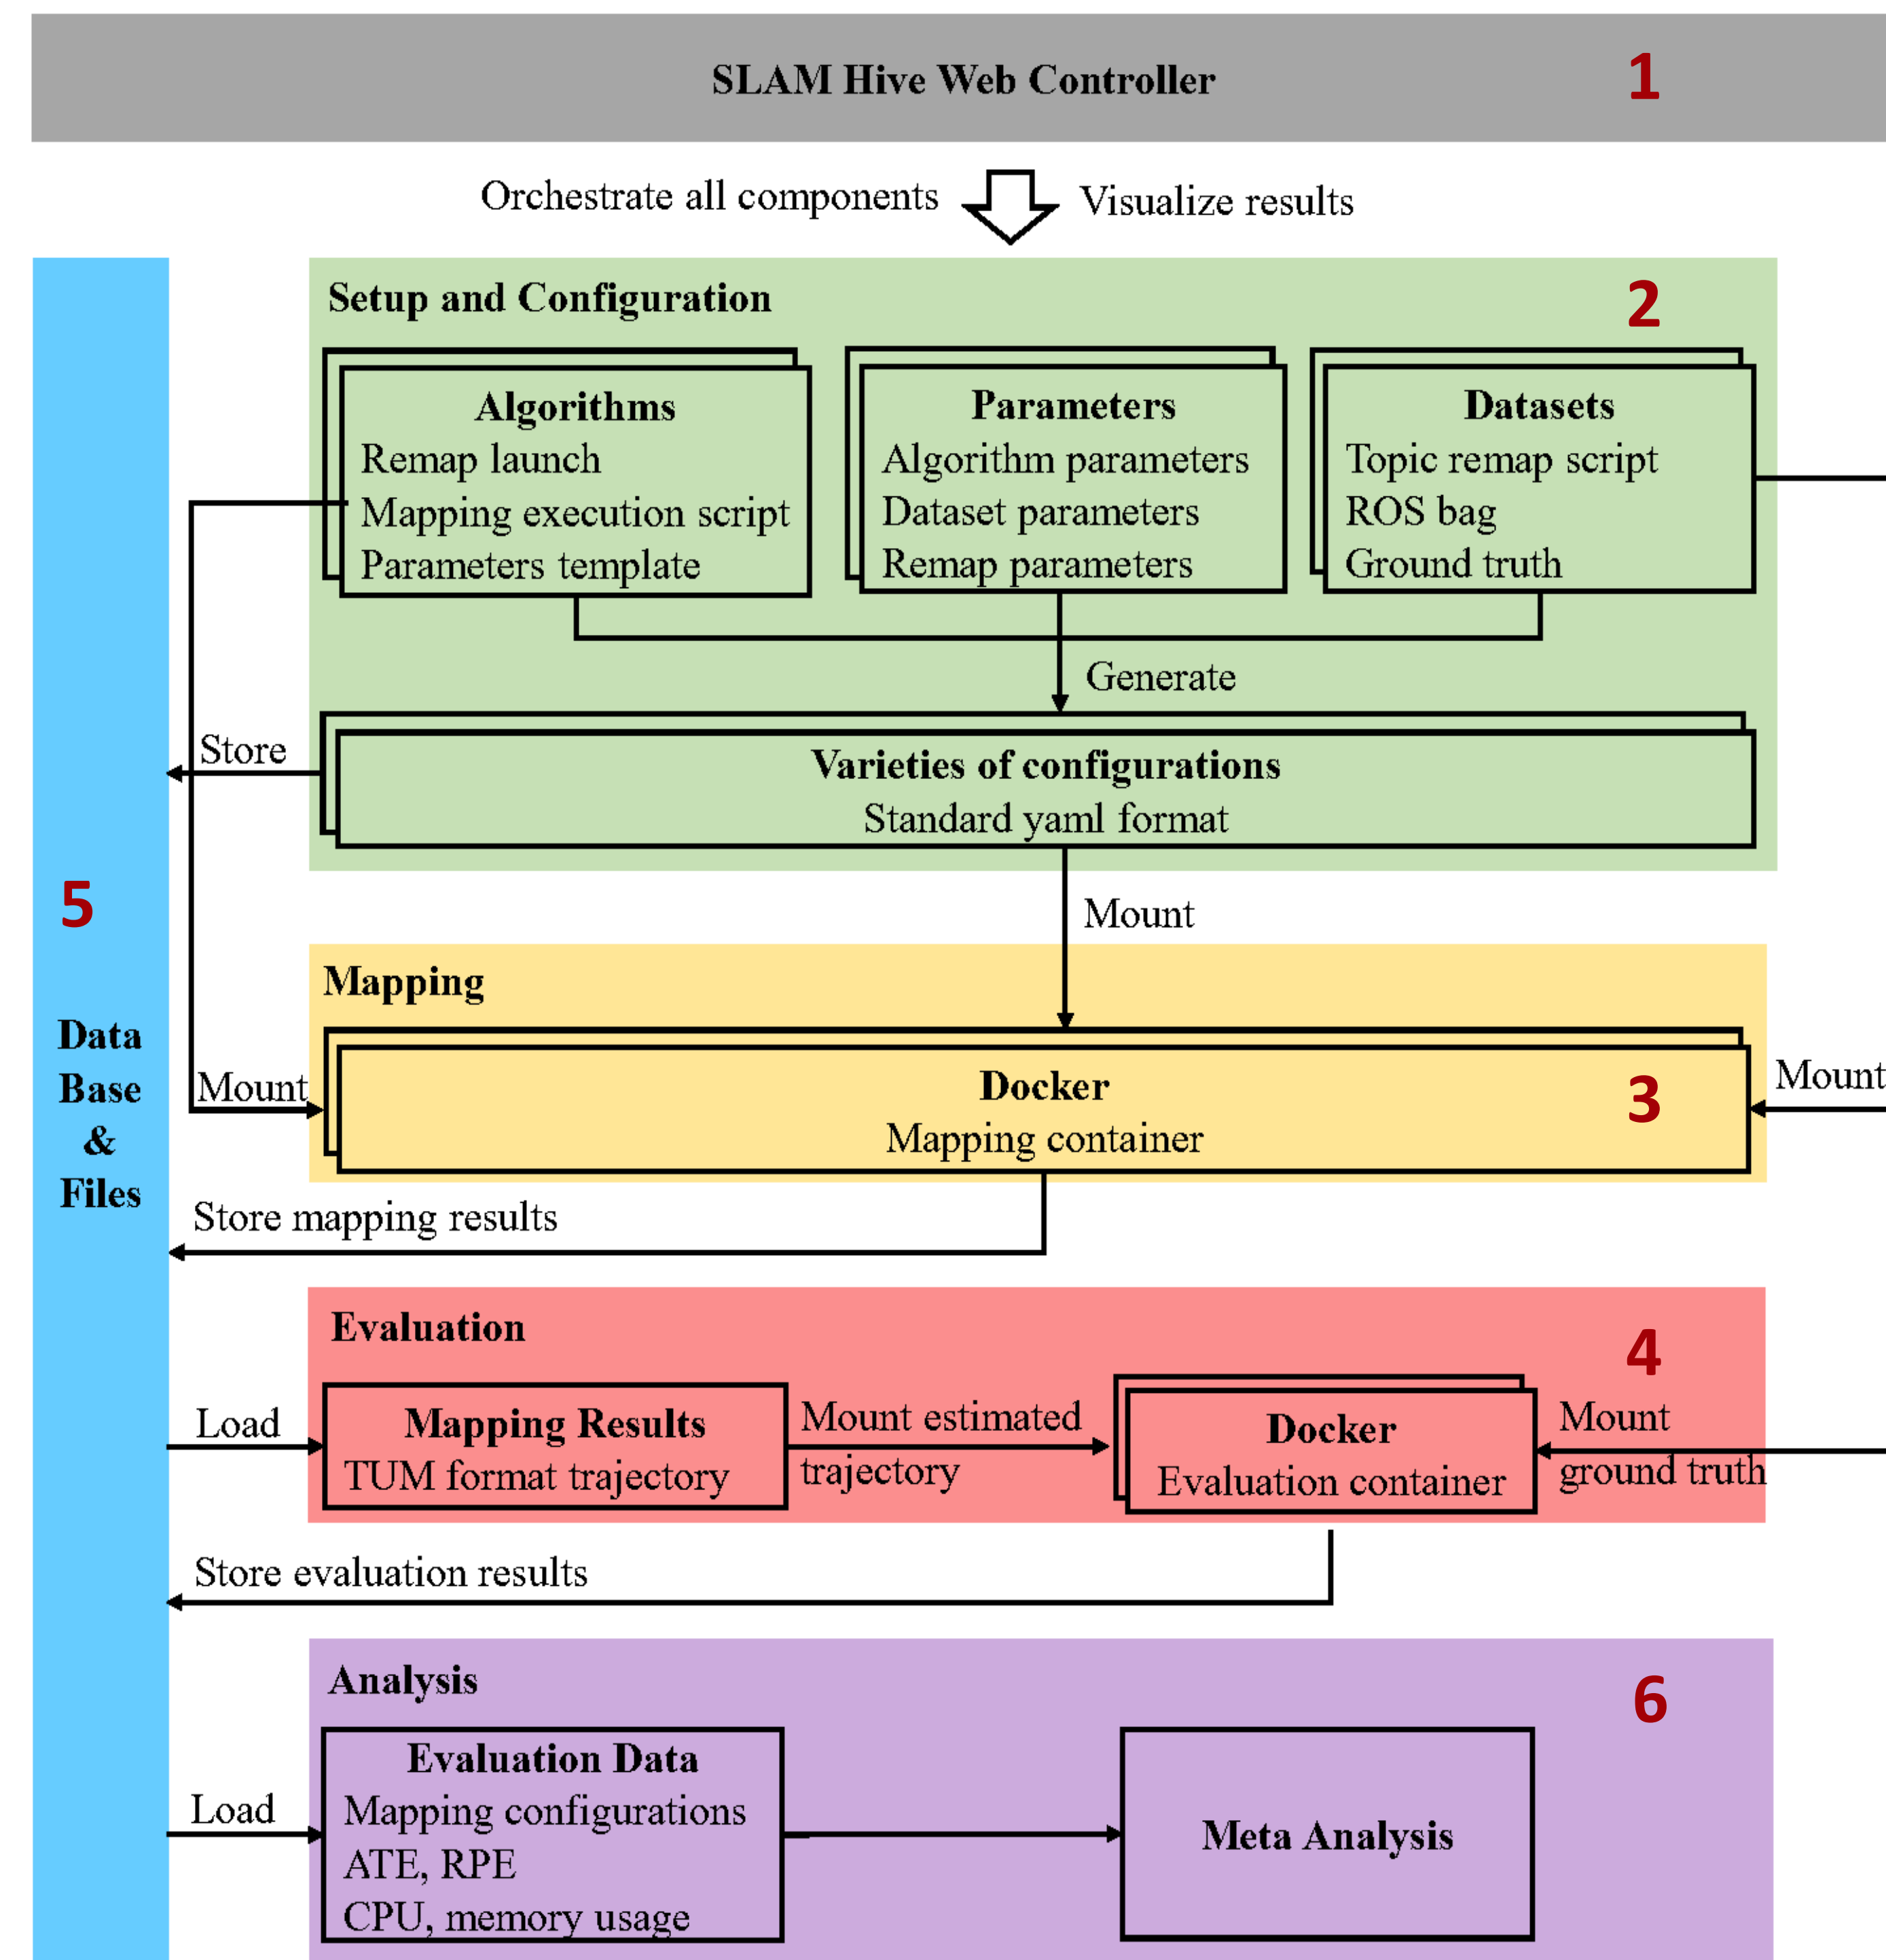 SLAM Hive Web Controller
1
Orchestrate all components
Visualize results
Setup and Configuration
2
Algorithms
Remap launch
Mapping execution script
Parameters template
Parameters
Algorithm parameters
Dataset parameters
Remap parameters
Datasets
Topic remap script
ROS bag
Ground truth
Generate
Store
Varieties of configurations
Standard yaml format
5
Data
Base
&
Files
Mount
Mapping
Mount
Docker
Mapping container
3
Mount
Store mapping results
Evaluation
4
Load
Mapping Results
TUM format trajectory
Mount estimated
trajectory
Docker
Evaluation container
Mount
ground truth
Store evaluation results
Analysis
6
Load
Evaluation Data
Mapping configurations
ATE, RPE
CPU, memory usage
Meta Analysis